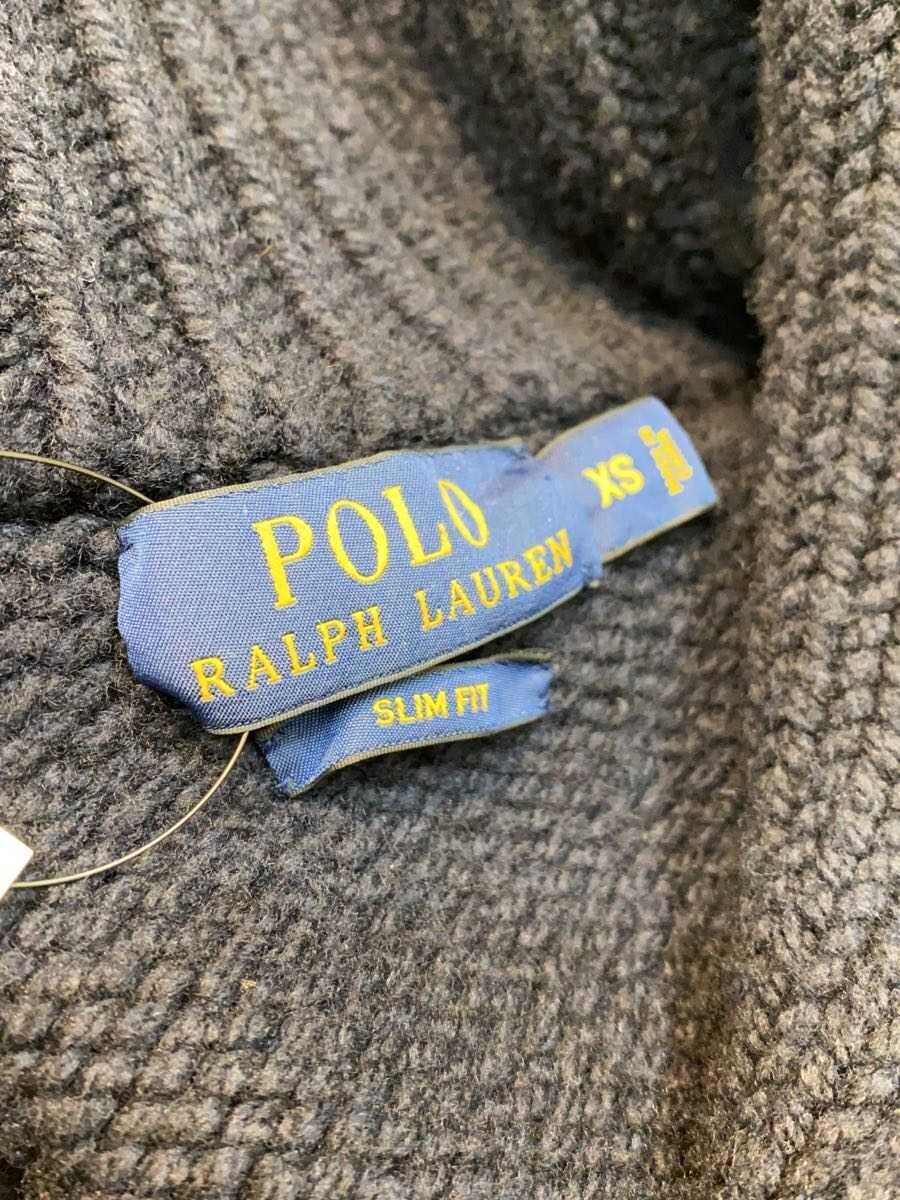 POLO
RALPH LAUREN
XS
SLIM FIT